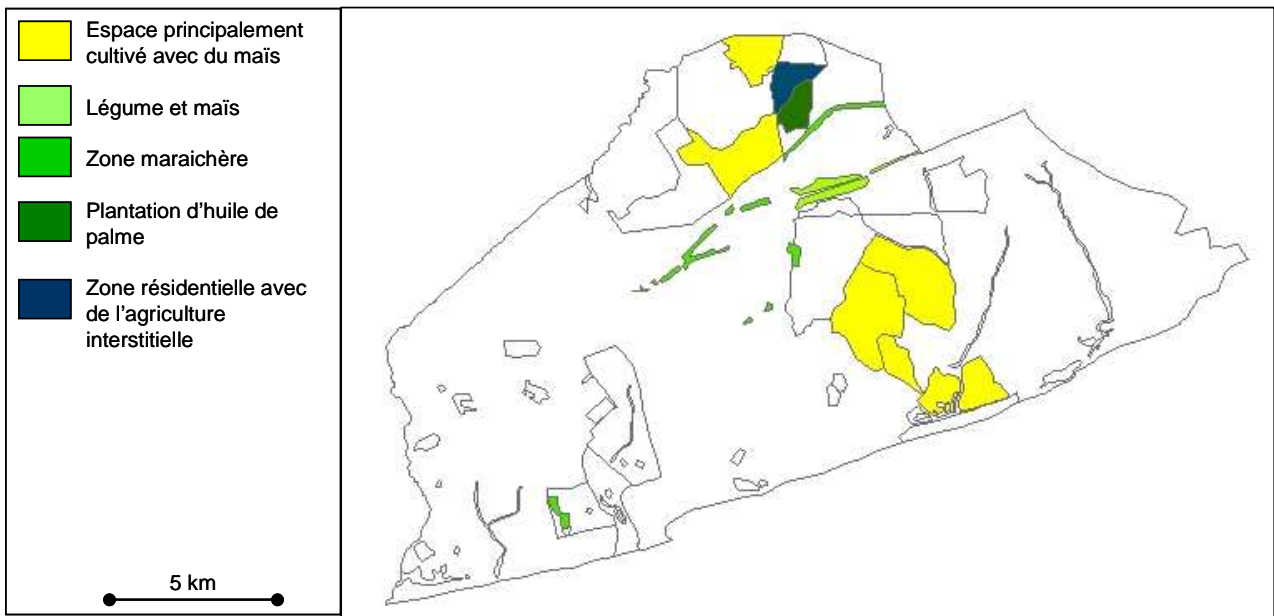 Espace principalement
cultivé avec du maïs
Légume et maïs
Zone maraichère
Plantation d'huile de
palme
Zone résidentielle avec
de l'agriculture
interstitielle
5 km